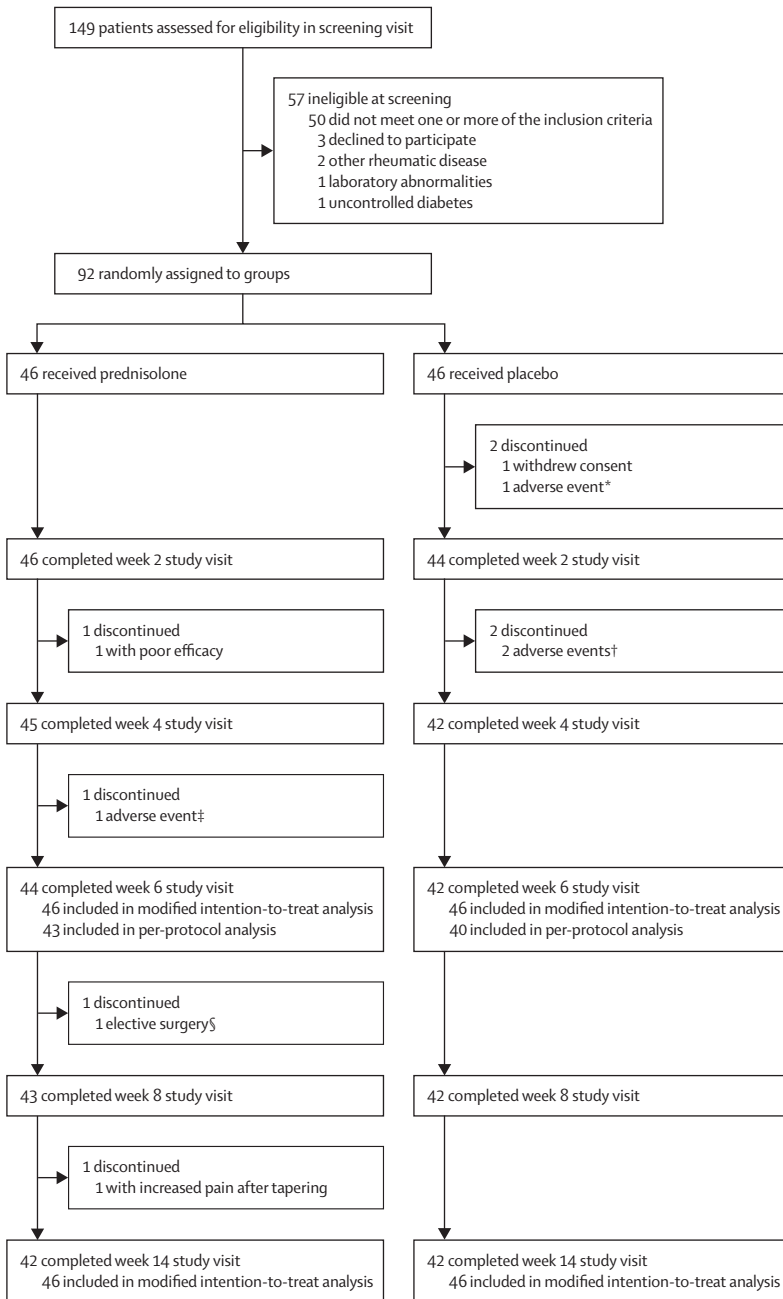 149 patients assessed for eligibility in screening visit
57 ineligible at screening
50 did not meet one or more of the inclusion criteria
3 declined to participate
2 other rheumatic disease
1 laboratory abnormalities
1 uncontrolled diabetes
92 randomly assigned to groups
46 received prednisolone
46 received placebo
2 discontinued
1 withdrew consent
1 adverse event*
46 completed week 2 study visit
44 completed week 2 study visit
1 discontinued
1 with poor efficacy
2 discontinued
2 adverse events†
45 completed week 4 study visit
42 completed week 4 study visit
1 discontinued
1 adverse event‡
44 completed week 6 study visit
46 included in modified intention-to-treat analysis
43 included in per-protocol analysis
42 completed week 6 study visit
46 included in modified intention-to-treat analysis
40 included in per-protocol analysis
1 discontinued
1 elective surgery§
43 completed week 8 study visit
42 completed week 8 study visit
1 discontinued
1 with increased pain after tapering
42 completed week 14 study visit
46 included in modified intention-to-treat analysis
42 completed week 14 study visit
46 included in modified intention-to-treat analysis